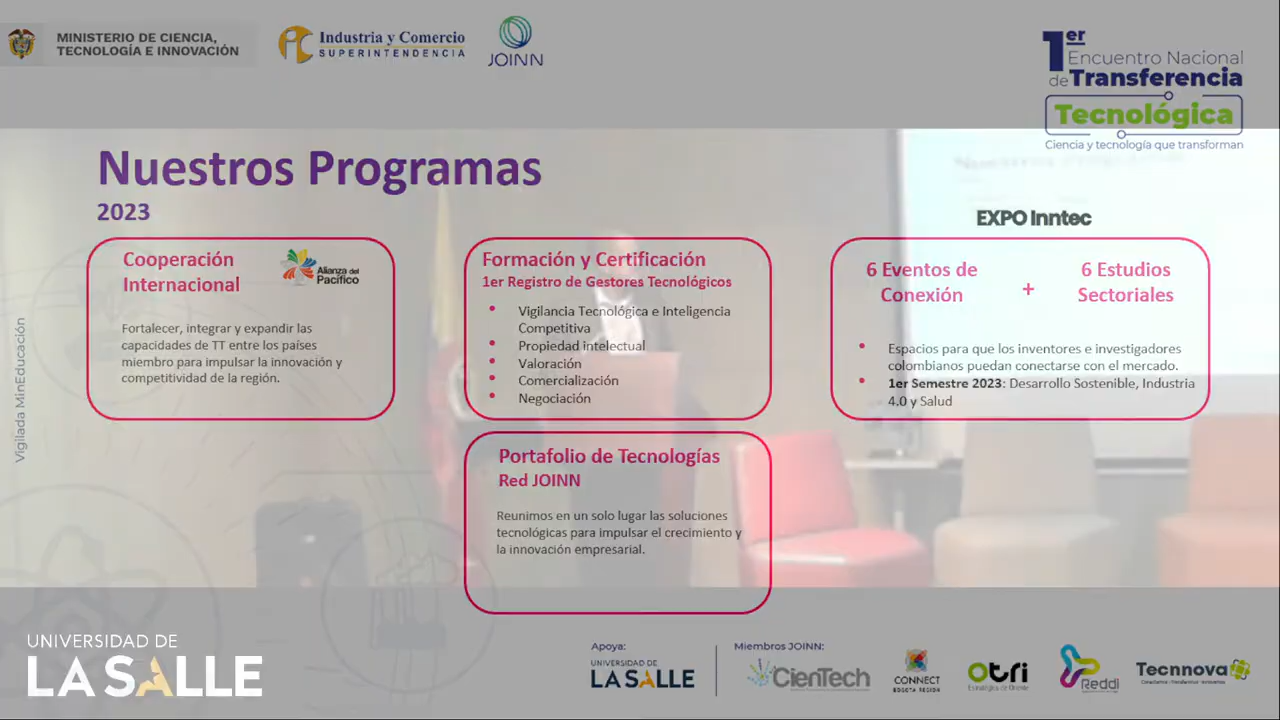 MINISTERIO DE CIENCIA,
TECNOLOGÍA E INNOVACIÓN
Industria y Comercio
SUPERINTENDENCIA
JOINN
1er
Encuentro Nacional
de Transferencia
Tecnológica
Ciencia y tecnología que transforman
Nuestros Programas
2023
Cooperación
Internacional
Alianza del
Pacífico
Fortalecer, integrar y expandir las
capacidades de TT entre los países
miembro para impulsar la innovación y
competitividad de la región.
Formación y Certificación
1er Registro de Gestores Tecnológicos
• Vigilancia Tecnológica e Inteligencia
Competitiva
• Propiedad intelectual
• Valoración
• Comercialización
• Negociación
EXPO Inntec
6 Eventos de
Conexión
+
6 Estudios
Sectoriales
• Espacios para que los inventores e investigadores
colombianos puedan conectarse con el mercado.
• 1er Semestre 2023: Desarrollo Sostenible, Industria
4.0 y Salud
Portafolio de Tecnologías
Red JOINN
Reunimos en un solo lugar las soluciones
tecnológicas para impulsar el crecimiento y
la innovación empresarial.
Vigilada MinEducación
UNIVERSIDAD DE
LA SALLE
Apoya:
UNIVERSIDAD DE
LA SALLE
Miembros JOINN:
CienTech
CONNECT
BOGOTÁ REGIÓN
otri
Estratégica de Oriente
Reddi
Tecnnova